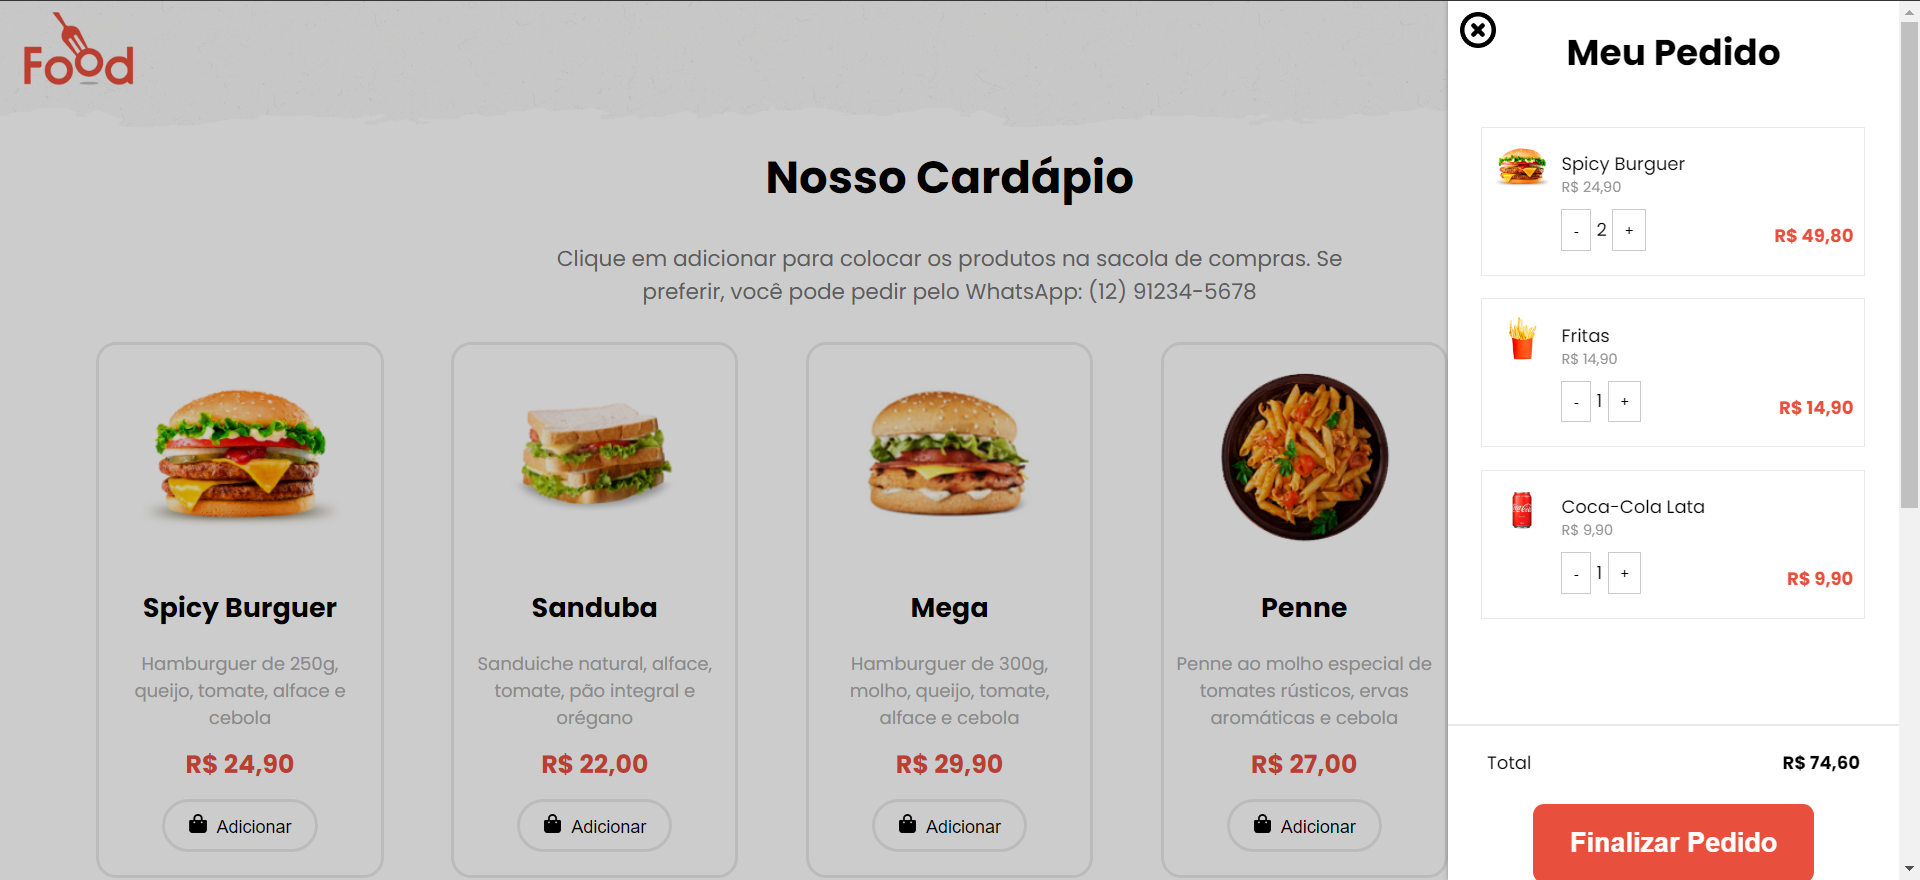 Food
Nosso Cardápio
Clique em adicionar para colocar os produtos na sacola de compras. Se
preferir, você pode pedir pelo WhatsApp: (12) 91234-5678
Spicy Burguer
Hamburguer de 250g,
queijo, tomate, alface e
cebola
R$ 24,90
Adicionar
Sanduba
Sanduiche natural, alface,
tomate, pão integral e
orégano
R$ 22,00
Adicionar
Mega
Hamburguer de 300g,
molho, queijo, tomate,
alface e cebola
R$ 29,90
Adicionar
Penne
Penne ao molho especial de
tomates rústicos, ervas
aromáticas e cebola
R$ 27,00
Adicionar
Meu Pedido
Spicy Burguer
R$ 24,90
- 2 +
R$ 49,80
Fritas
R$ 14,90
- 1 +
R$ 14,90
Coca-Cola Lata
R$ 9,90
- 1 +
R$ 9,90
Total R$ 74,60
Finalizar Pedido